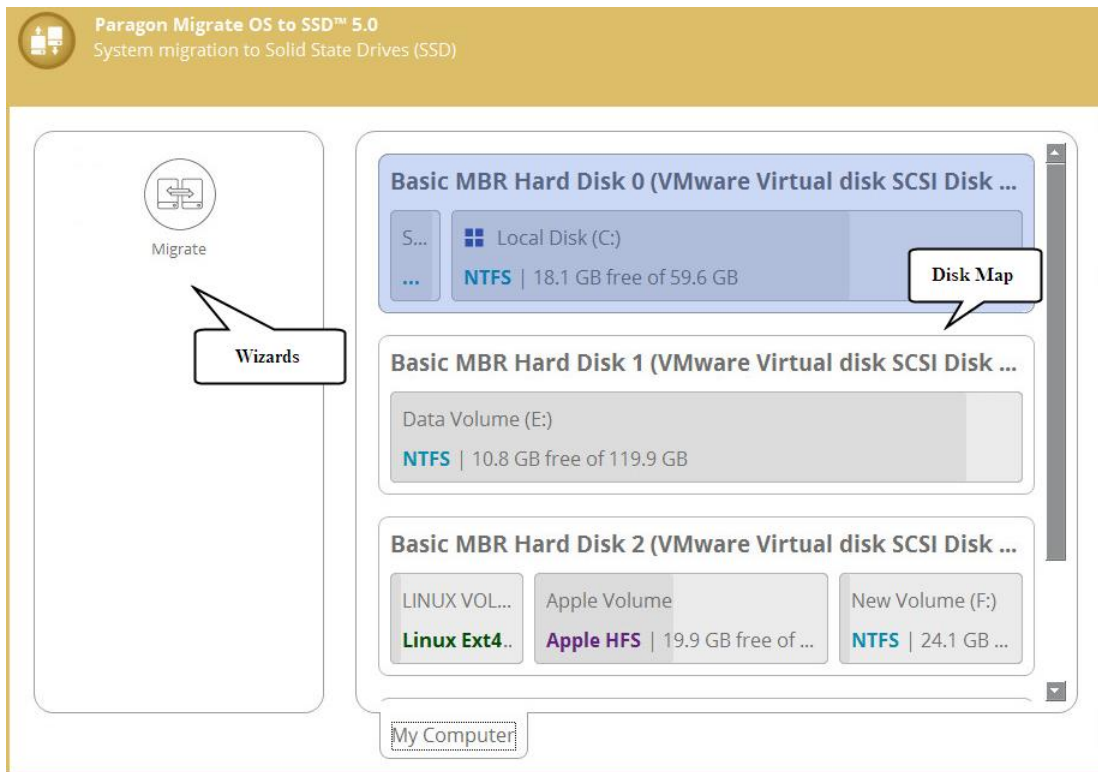 Paragon Migrate OS to SSD™ 5.0
System migration to Solid State Drives (SSD)
Migrate
Wizards
Basic MBR Hard Disk 0 (VMware Virtual disk SCSI Disk ...
S...
...
Local Disk (C:)
NTFS | 18.1 GB free of 59.6 GB
Disk Map
Basic MBR Hard Disk 1 (VMware Virtual disk SCSI Disk ...
Data Volume (E:)
NTFS | 10.8 GB free of 119.9 GB
Basic MBR Hard Disk 2 (VMware Virtual disk SCSI Disk ...
LINUX VOL...
Linux Ext4..
Apple Volume
Apple HFS | 19.9 GB free of ...
New Volume (F:)
NTFS | 24.1 GB ...
My Computer